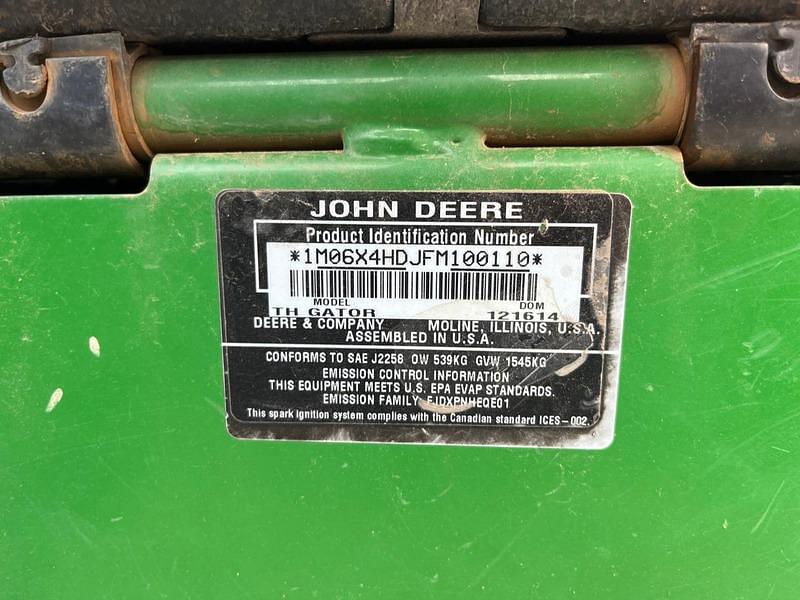 JOHN DEERE
Product Identification Number
*1M06X4HDJFM100110*
MODEL DOM
TH GATOR 121614
DEERE & COMPANY MOLINE, ILLINOIS, U.S.A.
ASSEMBLED IN U.S.A.
CONFORMS TO SAE J2258 OW 539KG GVW 1545KG
EMISSION CONTROL INFORMATION
THIS EQUIPMENT MEETS U.S. EPA EVAP STANDARDS.
EMISSION FAMILY FJDXPNHEQE01
This spark ignition system complies with the Canadian standard ICES-002.